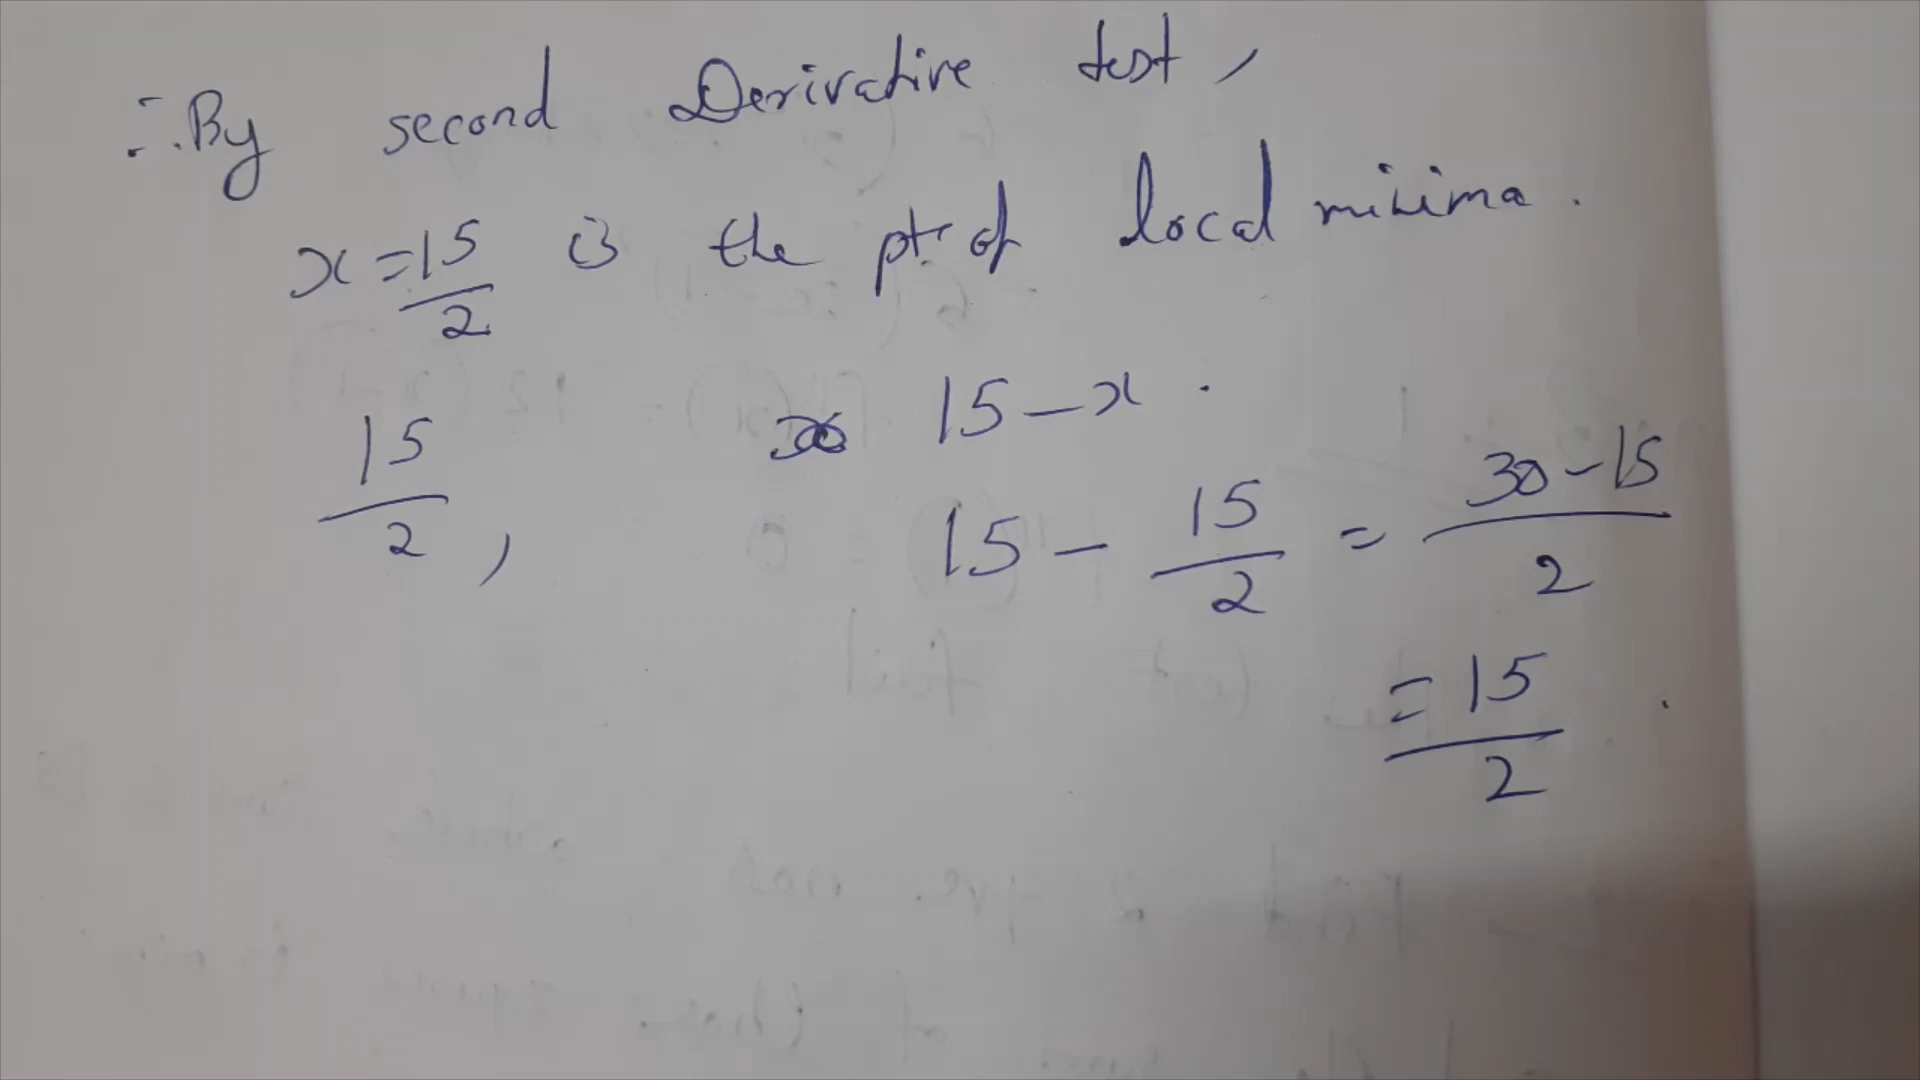 ∴ By second Derivative test,
x = 15/2 is the pt. of local minima.
15 - x.
15/2, 15 - 15/2 = 30-15/2
= 15/2.